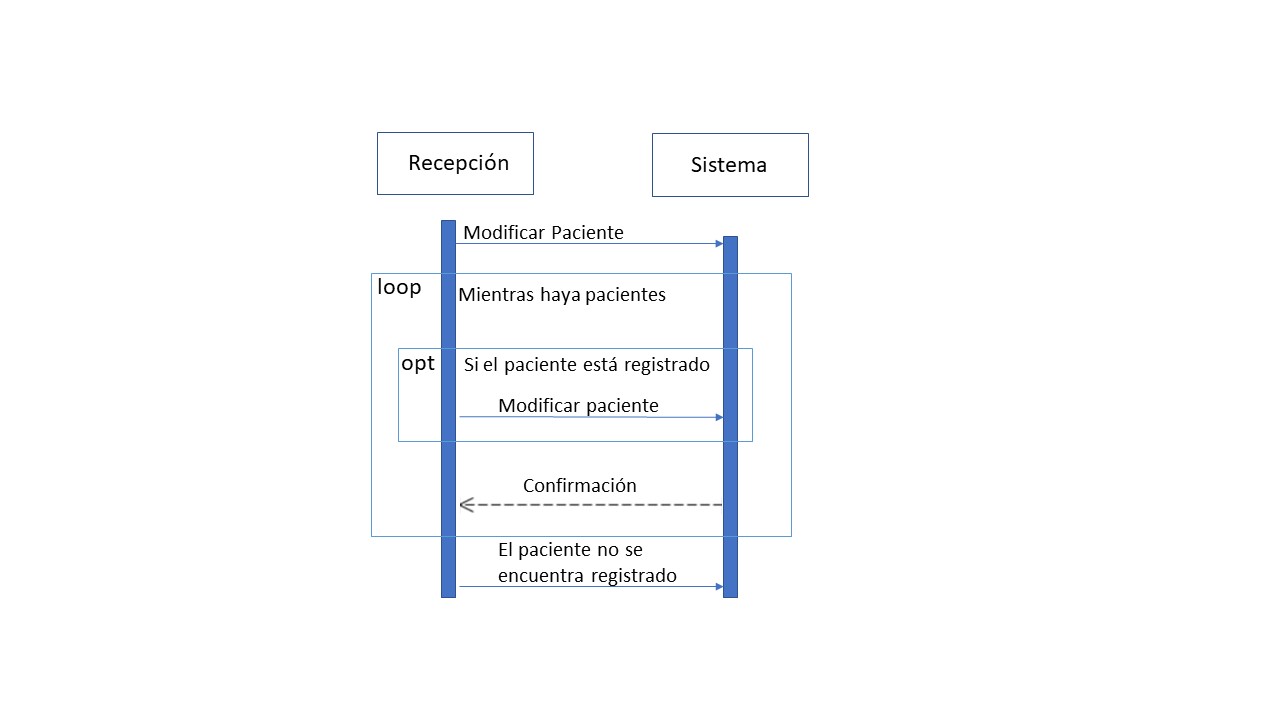 Recepción
Sistema
Modificar Paciente
loop
Mientras haya pacientes
opt
Si el paciente está registrado
Modificar paciente
Confirmación
El paciente no se
encuentra registrado